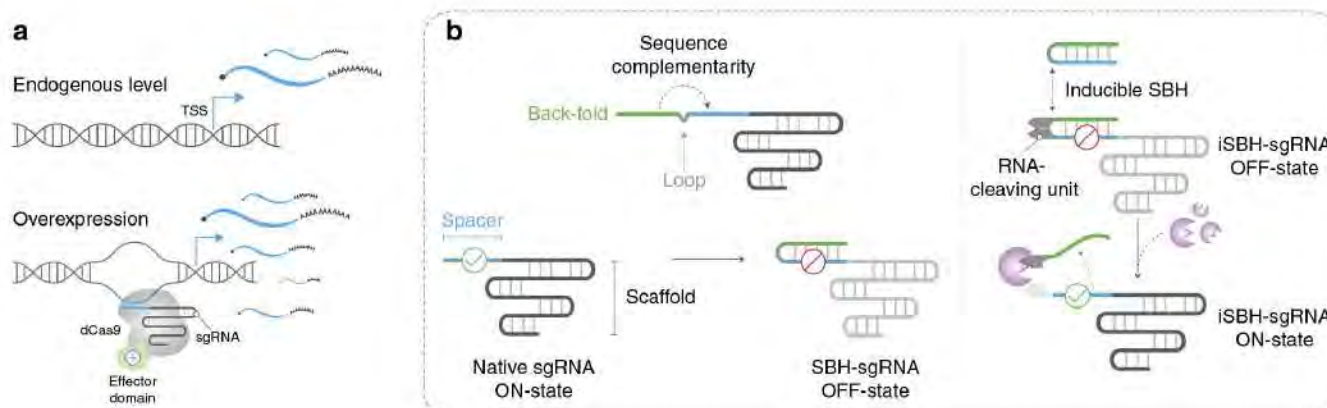 a
Endogenous level
TSS
Overexpression
dCas9
sgRNA
Effector
domain
b
Sequence
complementarity
Back-fold
Loop
Spacer
Scaffold
Native sgRNA
ON-state
SBH-sgRNA
OFF-state
Inducible SBH
iSBH-sgRNA
OFF-state
RNA-
cleaving unit
iSBH-sgRNA
ON-state